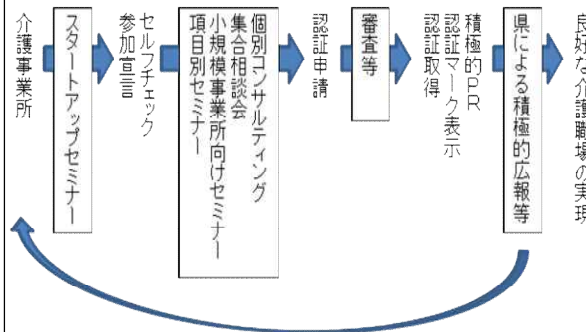 介護事業所
スタートアップセミナー
セルフチェック
参加宣言
個別コンサルティング
集合相談会
小規模事業所向けセミナー
項目別セミナー
認証申請
審査等
積極的PR
認証マーク表示
認証取得
県による積極的広報等
良好な介護職場の実現